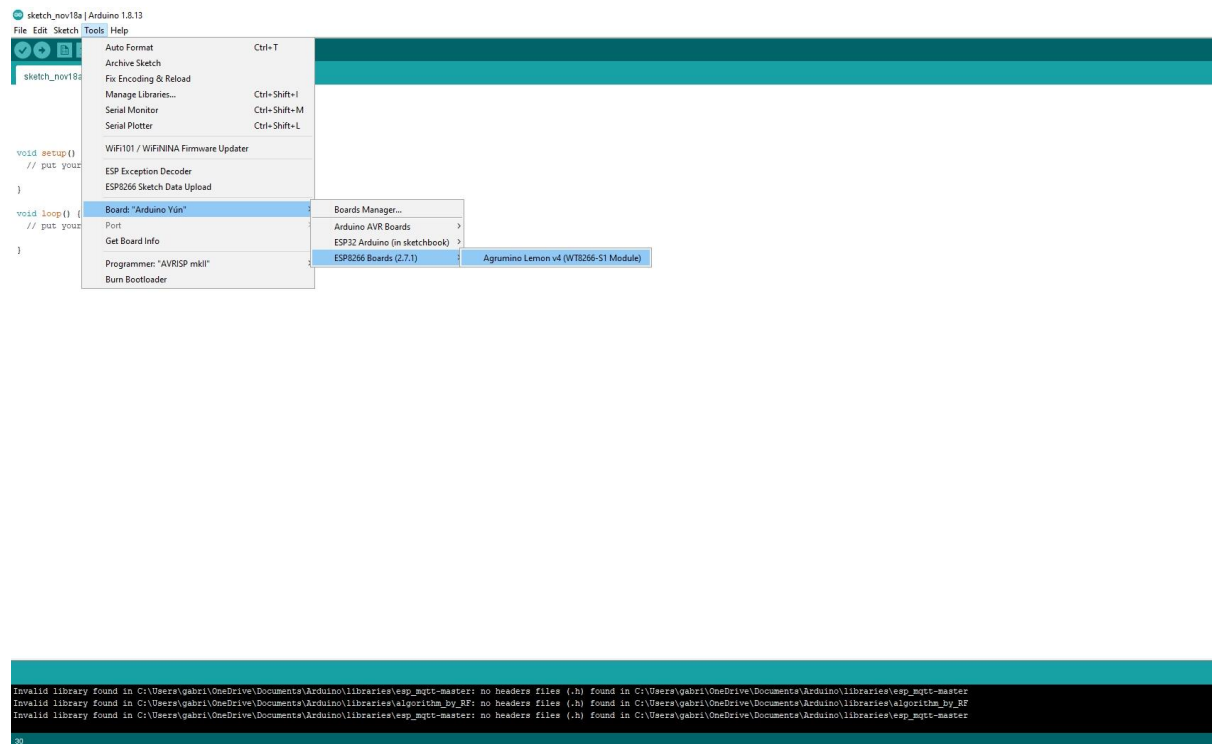 sketch_nov18a | Arduino 1.8.13
File Edit Sketch Tools Help
sketch_nov18a
Auto Format Ctrl+T
Archive Sketch
Fix Encoding & Reload
Manage Libraries... Ctrl+Shift+I
Serial Monitor Ctrl+Shift+M
Serial Plotter Ctrl+Shift+L
WiFi101 / WiFiNINA Firmware Updater
ESP Exception Decoder
ESP8266 Sketch Data Upload
Board: "Arduino Yún"
Port
Get Board Info
Programmer: "AVRISP mkII"
Burn Bootloader
Boards Manager...
Arduino AVR Boards
ESP32 Arduino (in sketchbook)
ESP8266 Boards (2.7.1)
Agrumino Lemon v4 (WT8266-S1 Module)
void setup()
// put your
}
void loop() {
// put your
}
Invalid library found in C:\Users\gabri\OneDrive\Documents\Arduino\libraries\esp_mqtt-master: no headers files (.h) found in C:\Users\gabri\OneDrive\Documents\Arduino\libraries\esp_mqtt-master
Invalid library found in C:\Users\gabri\OneDrive\Documents\Arduino\libraries\algorithm_by_RF: no headers files (.h) found in C:\Users\gabri\OneDrive\Documents\Arduino\libraries\algorithm_by_RF
Invalid library found in C:\Users\gabri\OneDrive\Documents\Arduino\libraries\esp_mqtt-master: no headers files (.h) found in C:\Users\gabri\OneDrive\Documents\Arduino\libraries\esp_mqtt-master
30